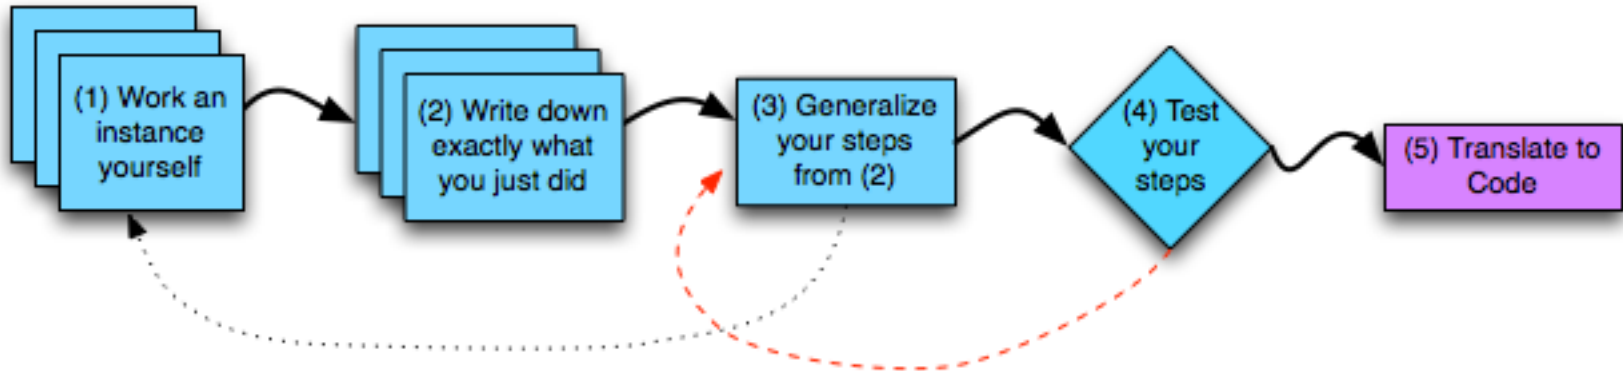 (1) Work an
instance
yourself
(2) Write down
exactly what
you just did
(3) Generalize
your steps
from (2)
(4) Test
your
steps
(5) Translate to
Code